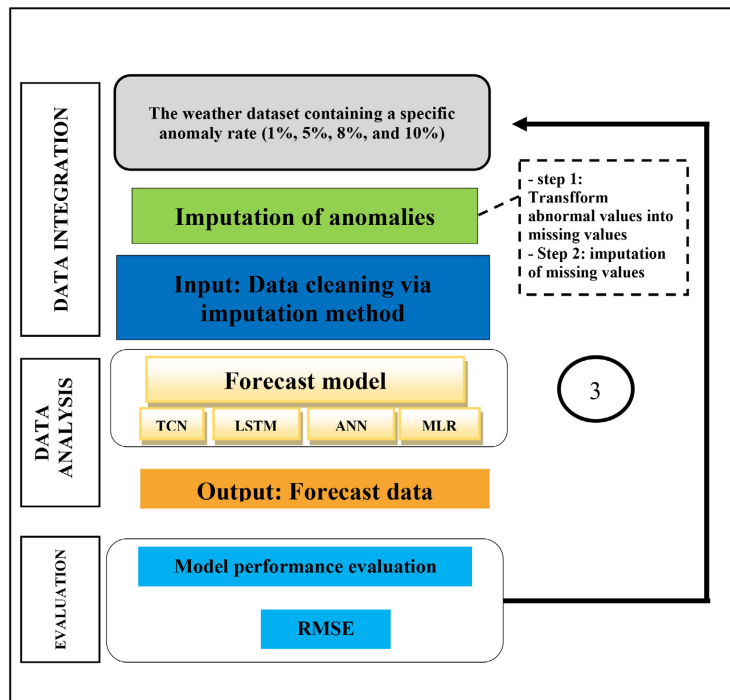 DATA INTEGRATION
The weather dataset containing a specific
anomaly rate (1%, 5%, 8%, and 10%)
Imputation of anomalies
- step 1:
Transfform
abnormal values into
missing values
- Step 2: imputation
of missing values
Input: Data cleaning via
imputation method
DATA
ANALYSIS
Forecast model
TCN
LSTM
ANN
MLR
3
Output: Forecast data
EVALUATION
Model performance evaluation
RMSE